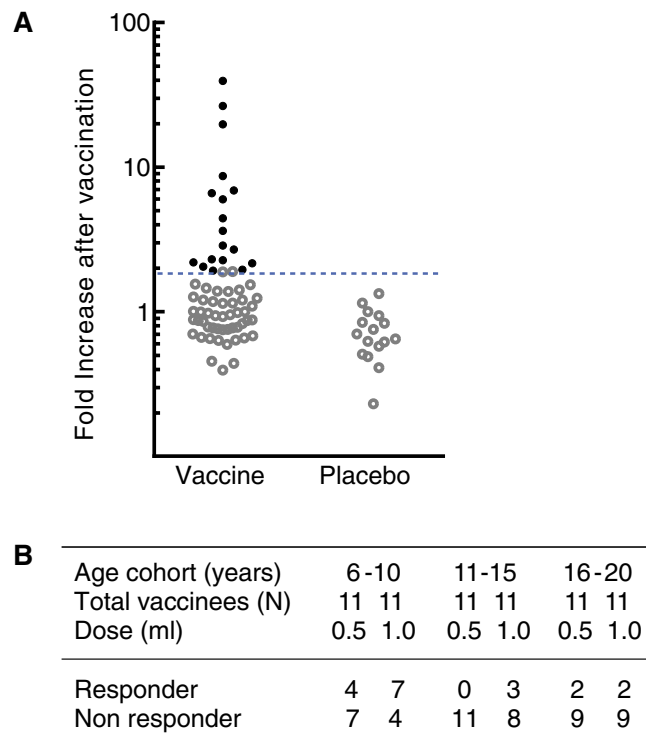 A
Fold Increase after vaccination
100
10
1
Vaccine Placebo
B
Age cohort (years) 6-10 11-15 16-20
Total vaccinees (N) 11 11 11 11 11 11
Dose (ml) 0.5 1.0 0.5 1.0 0.5 1.0
Responder 4 7 0 3 2 2
Non responder 7 4 11 8 9 9